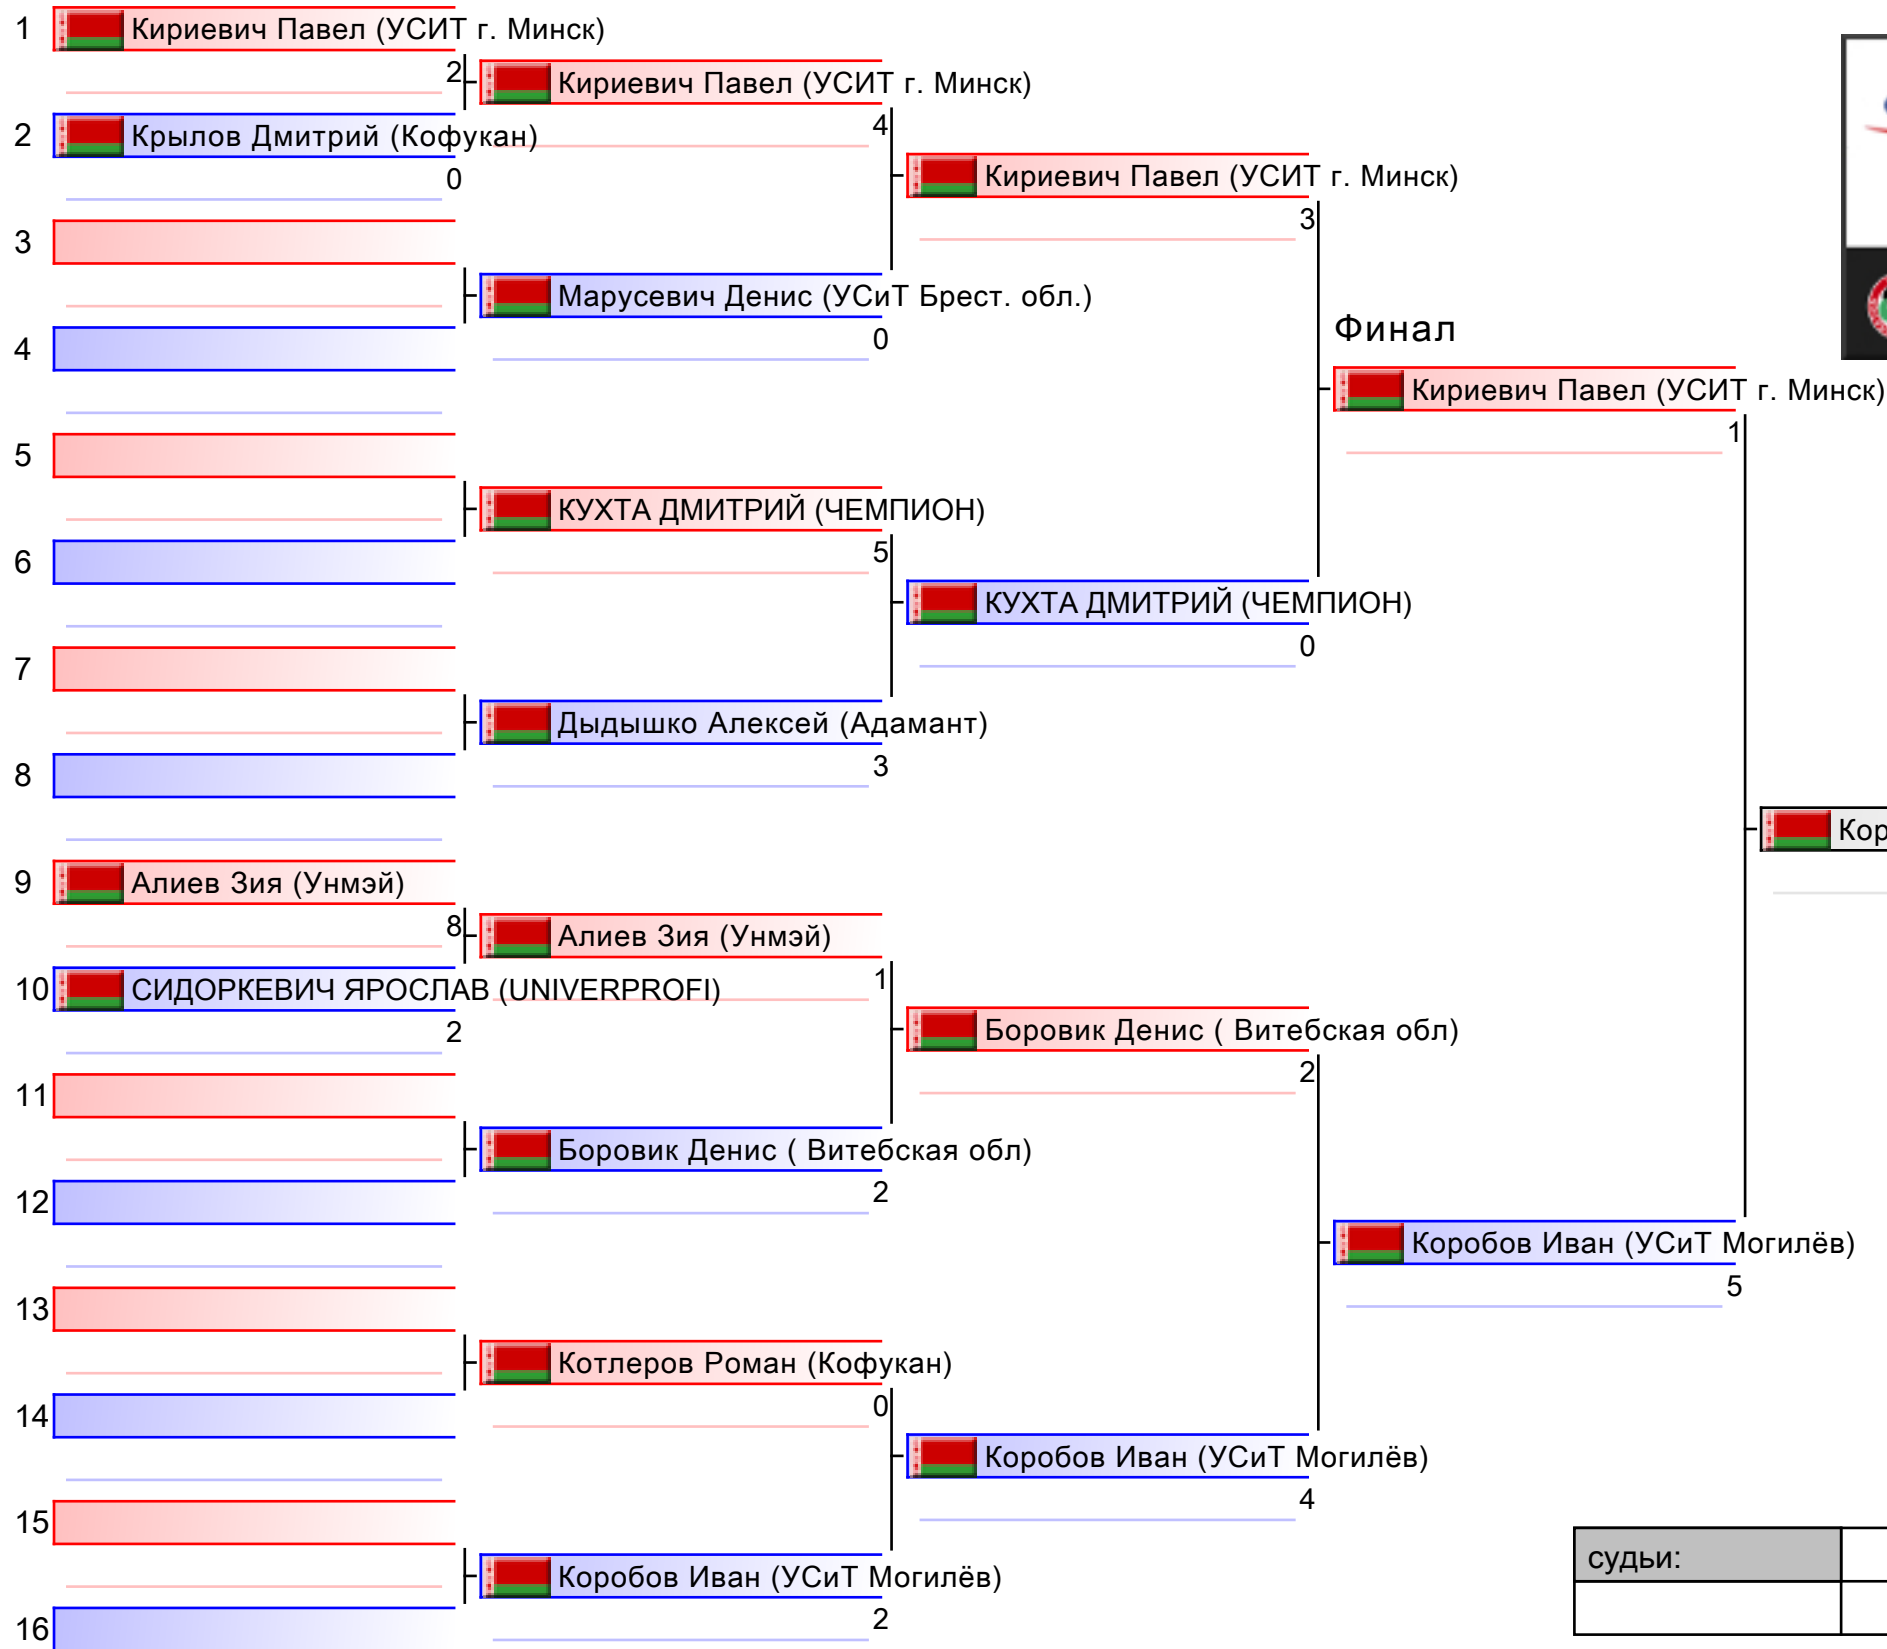 1 Кириевич Павел (УСИТ г. Минск)
2 Кириевич Павел (УСИТ г. Минск)
2 Крылов Дмитрий (Кофукан)
4
0 Кириевич Павел (УСИТ г. Минск)
3
3
Марусевич Денис (УСиТ Брест. обл.)
4
0
Финал
Кириевич Павел (УСИТ г. Минск)
1
5
КУХТА ДМИТРИЙ (ЧЕМПИОН)
6
5
КУХТА ДМИТРИЙ (ЧЕМПИОН)
0
7
Дыдышко Алексей (Адамант)
8
3
Кор
9 Алиев Зия (Унмэй)
8 Алиев Зия (Унмэй)
10 СИДОРКЕВИЧ ЯРОСЛАВ (UNIVERPROFI)
1
2 Боровик Денис ( Витебская обл)
2
11
Боровик Денис ( Витебская обл)
12
2
Коробов Иван (УСиТ Могилёв)
5
13
Котлеров Роман (Кофукан)
14
0
Коробов Иван (УСиТ Могилёв)
4
15
Коробов Иван (УСиТ Могилёв)
16
2
судьи: